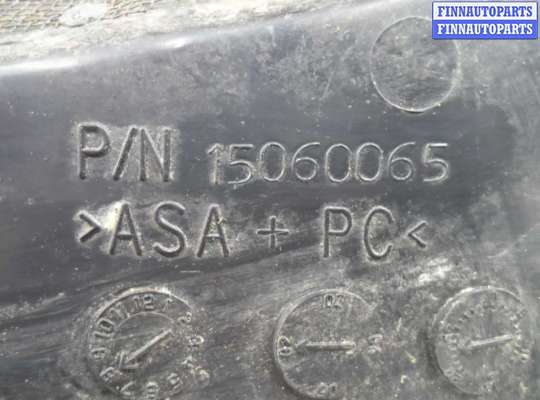 FINNAUTOPARTS
FINNAUTOPARTS
P/N 15060065
>ASA + PC<